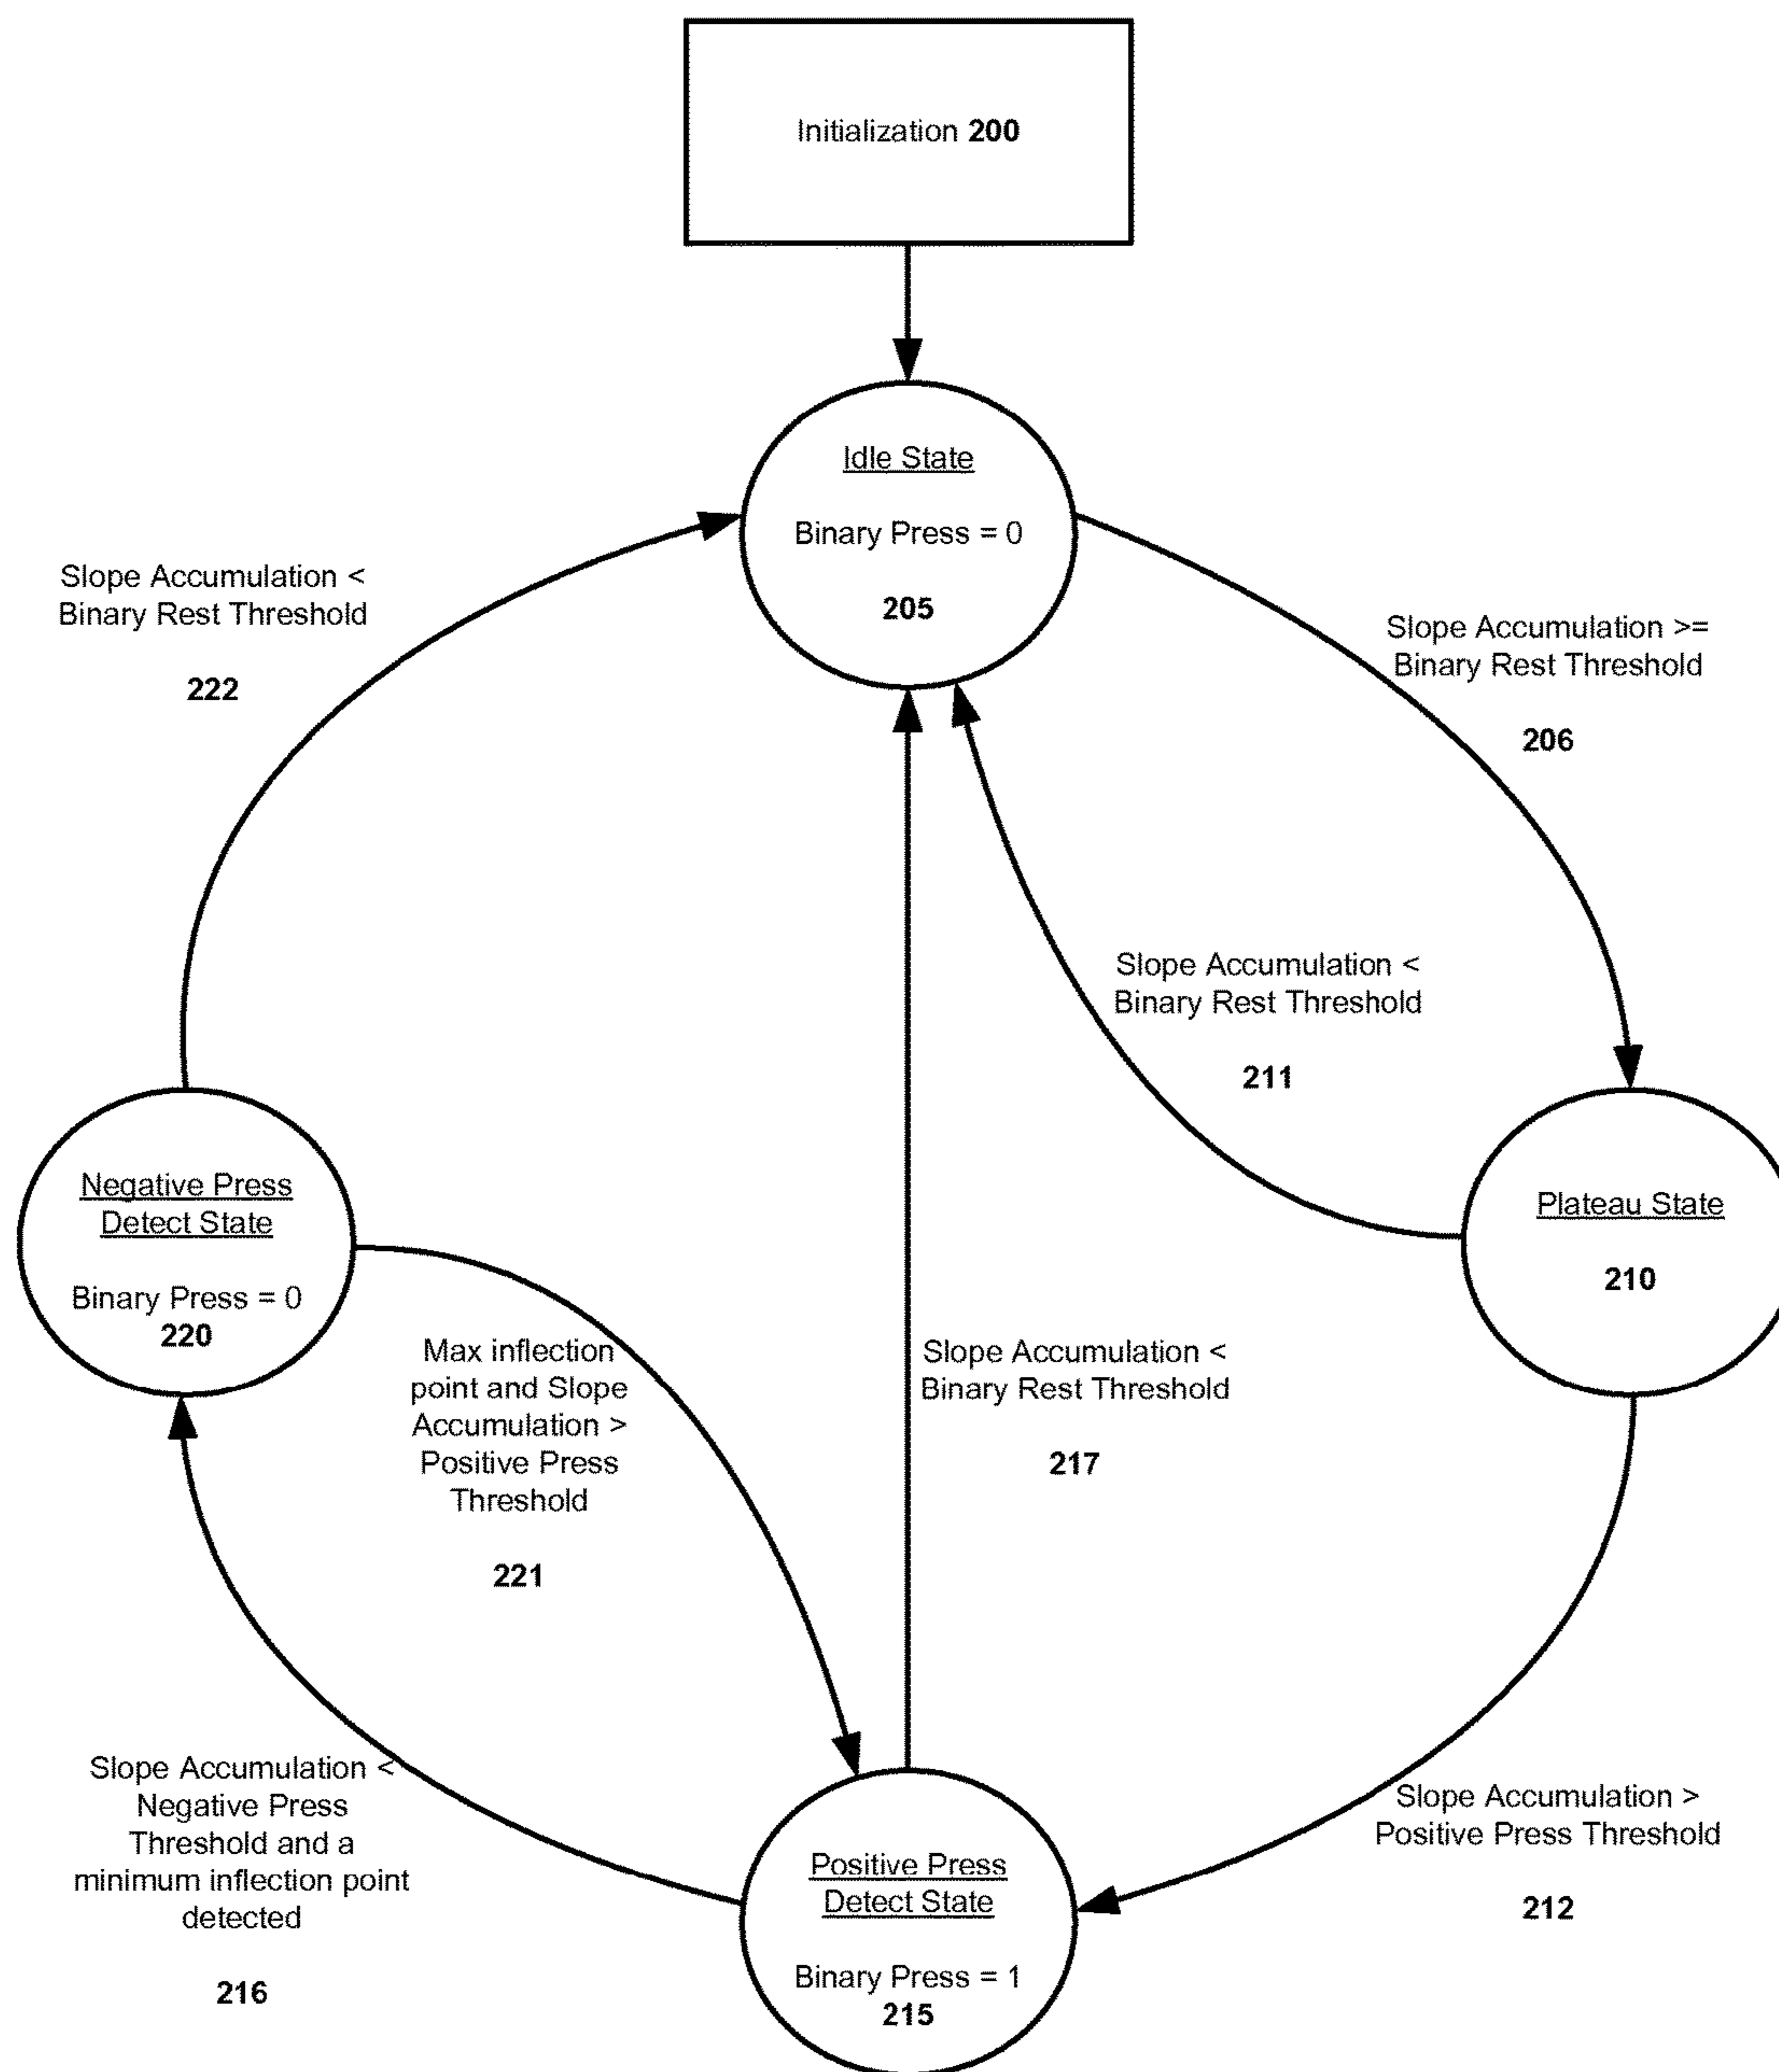 Initialization 200
Idle State
Binary Press = 0
205
Slope Accumulation <
Binary Rest Threshold
222
Slope Accumulation >=
Binary Rest Threshold
206
Slope Accumulation <
Binary Rest Threshold
211
Negative Press
Detect State
Binary Press = 0
220
Plateau State
210
Max inflection
point and Slope
Accumulation >
Positive Press
Threshold
221
Slope Accumulation <
Binary Rest Threshold
217
Slope Accumulation <
Negative Press
Threshold and a
minimum inflection point
detected
216
Positive Press
Detect State
Binary Press = 1
215
Slope Accumulation >
Positive Press Threshold
212